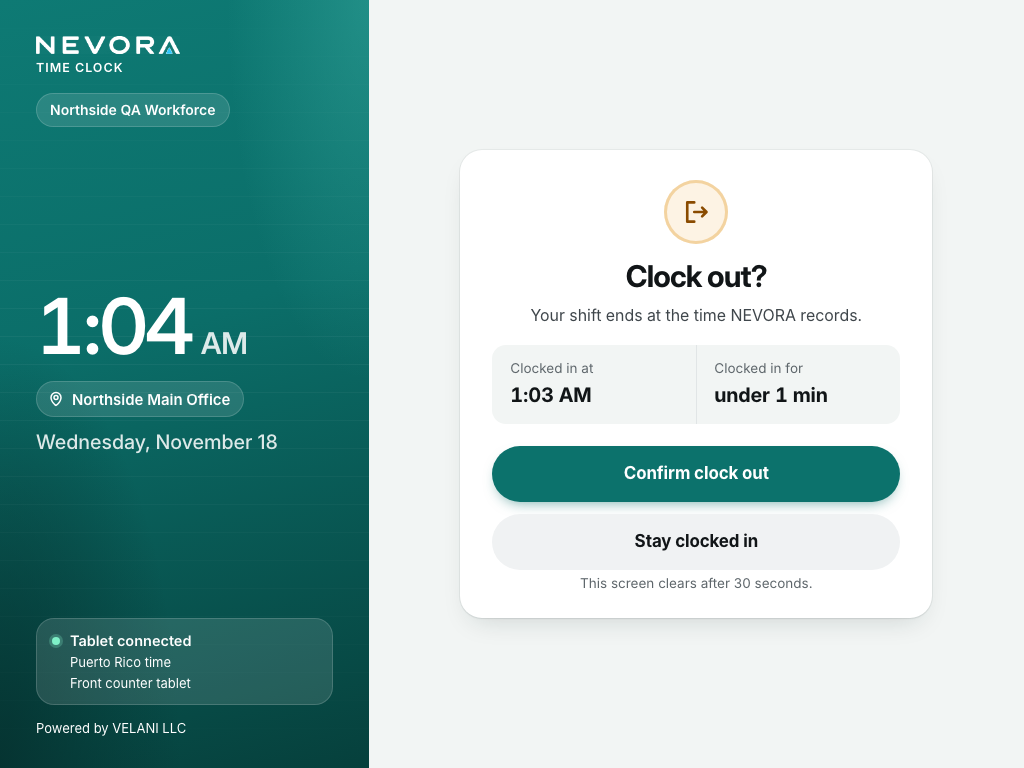 NEVORA
TIME CLOCK
Northside QA Workforce
1:04 AM
Northside Main Office
Wednesday, November 18
Tablet connected
Puerto Rico time
Front counter tablet
Powered by VELANI LLC
Clock out?
Your shift ends at the time NEVORA records.
Clocked in at
1:03 AM
Clocked in for
under 1 min
Confirm clock out
Stay clocked in
This screen clears after 30 seconds.